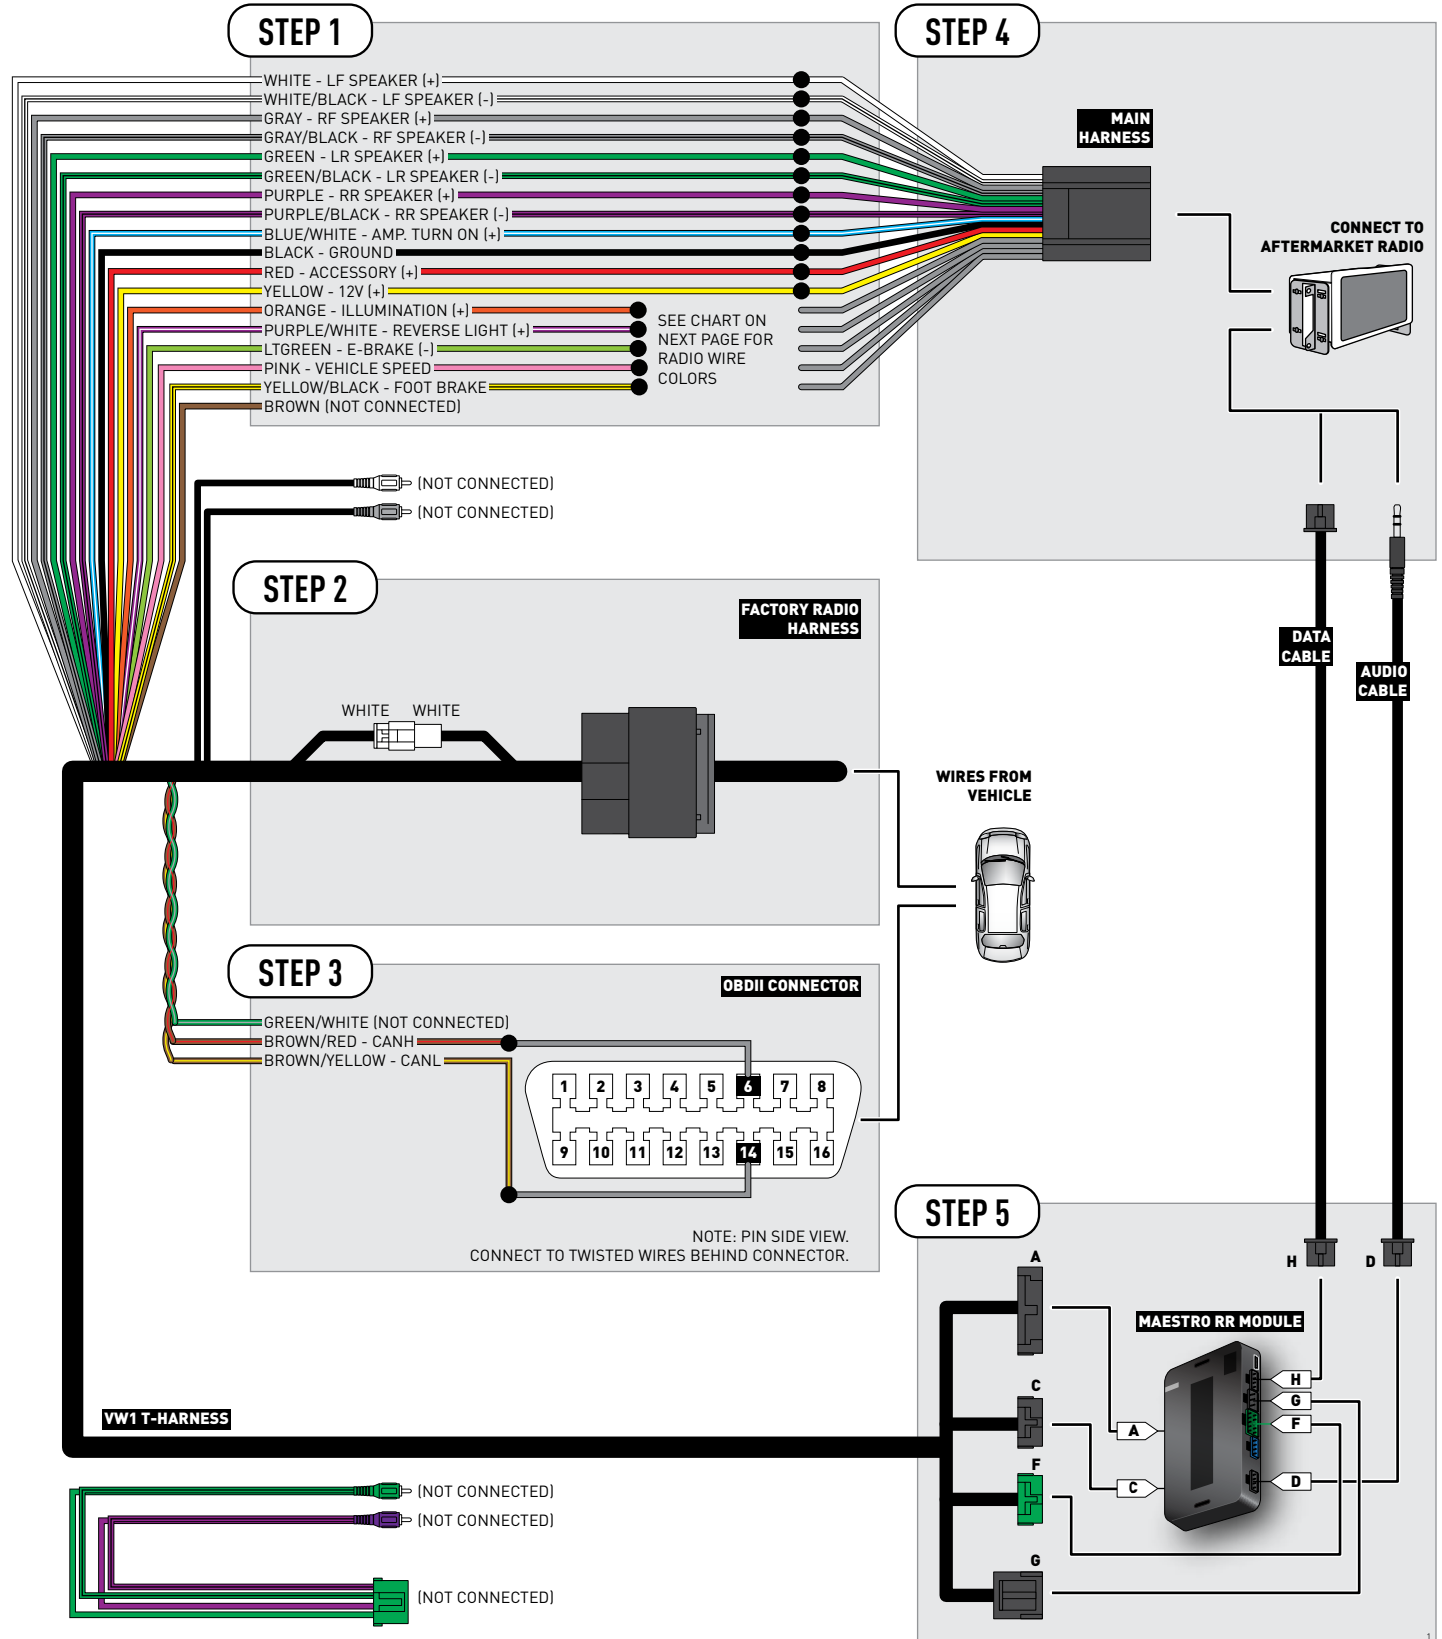 STEP 1
WHITE - LF SPEAKER (+)
WHITE/BLACK - LF SPEAKER (-)
GRAY - RF SPEAKER (+)
GRAY/BLACK - RF SPEAKER (-)
GREEN - LR SPEAKER (+)
GREEN/BLACK - LR SPEAKER (-)
PURPLE - RR SPEAKER (+)
PURPLE/BLACK - RR SPEAKER (-)
BLUE/WHITE - AMP. TURN ON (+)
BLACK - GROUND
RED - ACCESSORY (+)
YELLOW - 12V (+)
ORANGE - ILLUMINATION (+)
PURPLE/WHITE - REVERSE LIGHT (+)
LTGREEN - E-BRAKE (-)
PINK - VEHICLE SPEED
YELLOW/BLACK - FOOT BRAKE
BROWN (NOT CONNECTED)
SEE CHART ON
NEXT PAGE FOR
RADIO WIRE
COLORS
(NOT CONNECTED)
(NOT CONNECTED)
STEP 4
MAIN
HARNESS
CONNECT TO
AFTERMARKET RADIO
DATA
CABLE
AUDIO
CABLE
STEP 2
FACTORY RADIO
HARNESS
WHITE WHITE
WIRES FROM
VEHICLE
STEP 3
OBDII CONNECTOR
GREEN/WHITE (NOT CONNECTED)
BROWN/RED - CANH
BROWN/YELLOW - CANL
1 2 3 4 5 6 7 8
9 10 11 12 13 14 15 16
NOTE: PIN SIDE VIEW.
CONNECT TO TWISTED WIRES BEHIND CONNECTOR.
STEP 5
H D
A
MAESTRO RR MODULE
C
F
G
A
C
H
G
F
D
VW1 T-HARNESS
(NOT CONNECTED)
(NOT CONNECTED)
(NOT CONNECTED)
1